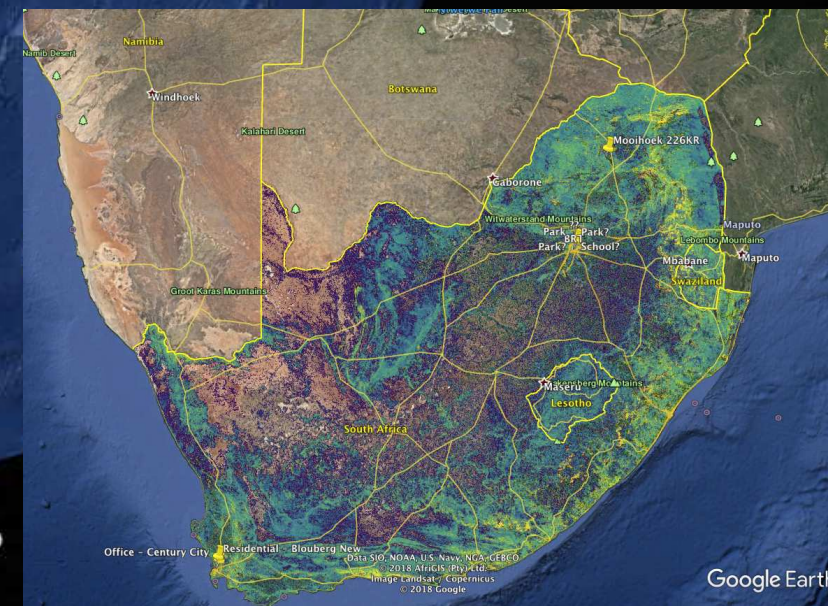 Namibia
Namib Desert
Botswana
Windhoek
Kalahari Desert
Mooihoek 226KR
Gaborone
Witwatersrand Mountains
Park Park?
BR
Park? School?
Maputo
Lebombo Mountains
Mbabane
Maputo
Swaziland
Groot Karas Mountains
Maseru
Mountains
Lesotho
South Africa
Office - Century City
Residential - Blouberg New
Data SIO, NOAA, U.S. Navy, NGA, GEBCO
© 2018 AfriGIS (Pty) Ltd.
Image Landsat / Copernicus
© 2018 Google
Google Earth